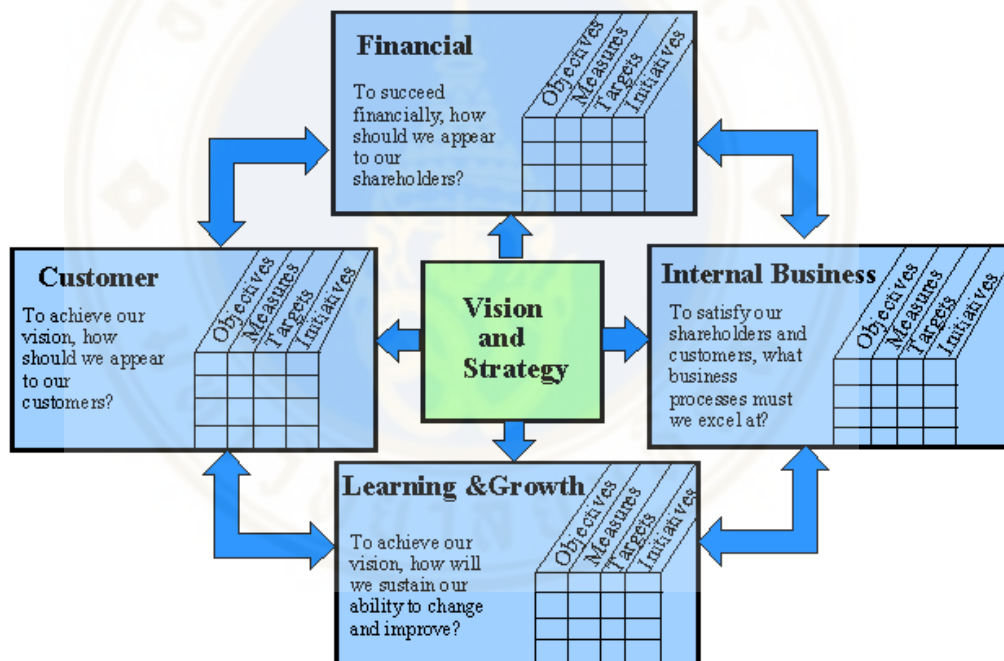 Financial
To succeed
financially, how
should we appear
to our
shareholders?
Objectives
Measures
Targets
Initiatives
Customer
To achieve our
vision, how
should we appear
to our
customers?
Objectives
Measures
Targets
Initiatives
Vision
and
Strategy
Internal Business
To satisfy our
shareholders and
customers, what
business
processes must
we excel at?
Objectives
Measures
Targets
Initiatives
Learning &Growth
To achieve our
vision, how will
we sustain our
ability to change
and improve?
Objectives
Measures
Targets
Initiatives